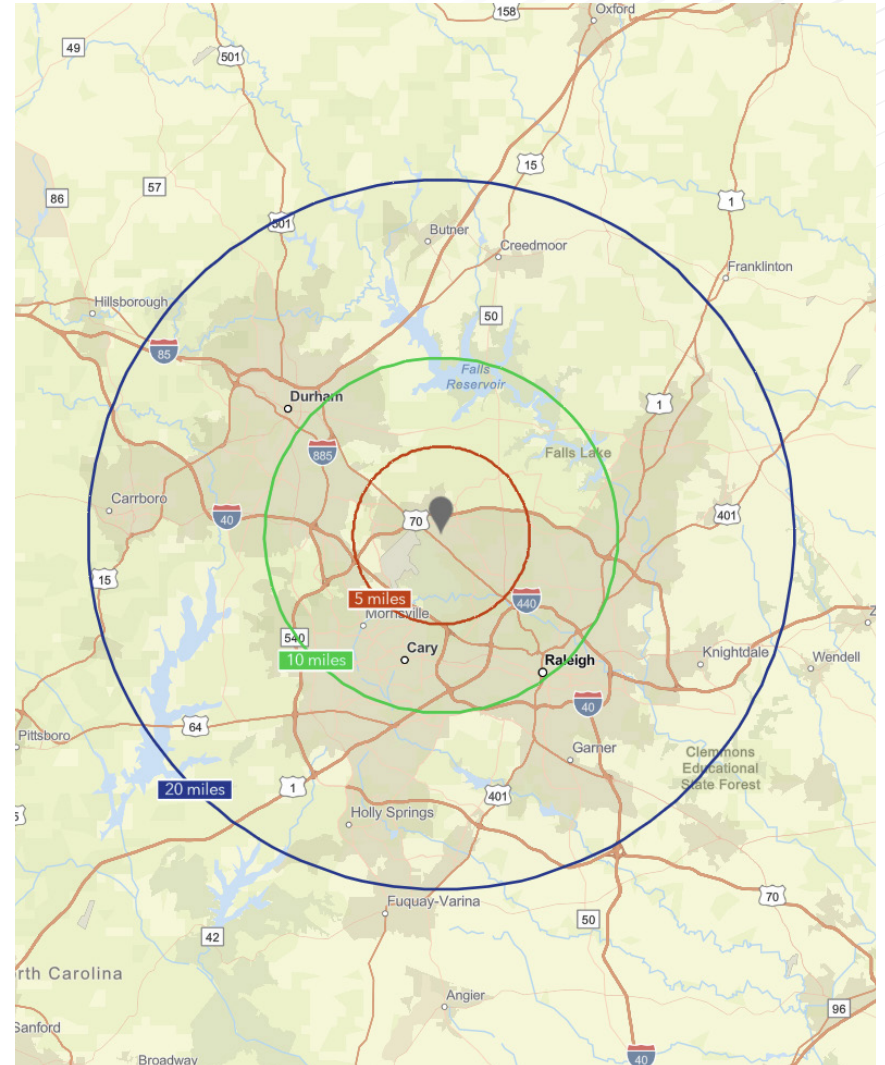 158
Oxford
49
501
15
57
86
1
501
Butner
Creedmoor
Franklinton
Hillsborough
50
85
Falls
Reservoir
Durham
1
885
Falls Lake
Carrboro
40
70
401
15
5 miles
440
Morrisville
540
10 miles
Cary
Raleigh
Knightdale
Wendell
Z
40
64
Pittsboro
Garner
Clemmons
Educational
State Forest
20 miles
1
401
5
Holly Springs
70
Fuquay-Varina
50
42
rth Carolina
Angier
96
Sanford
40
Broadway